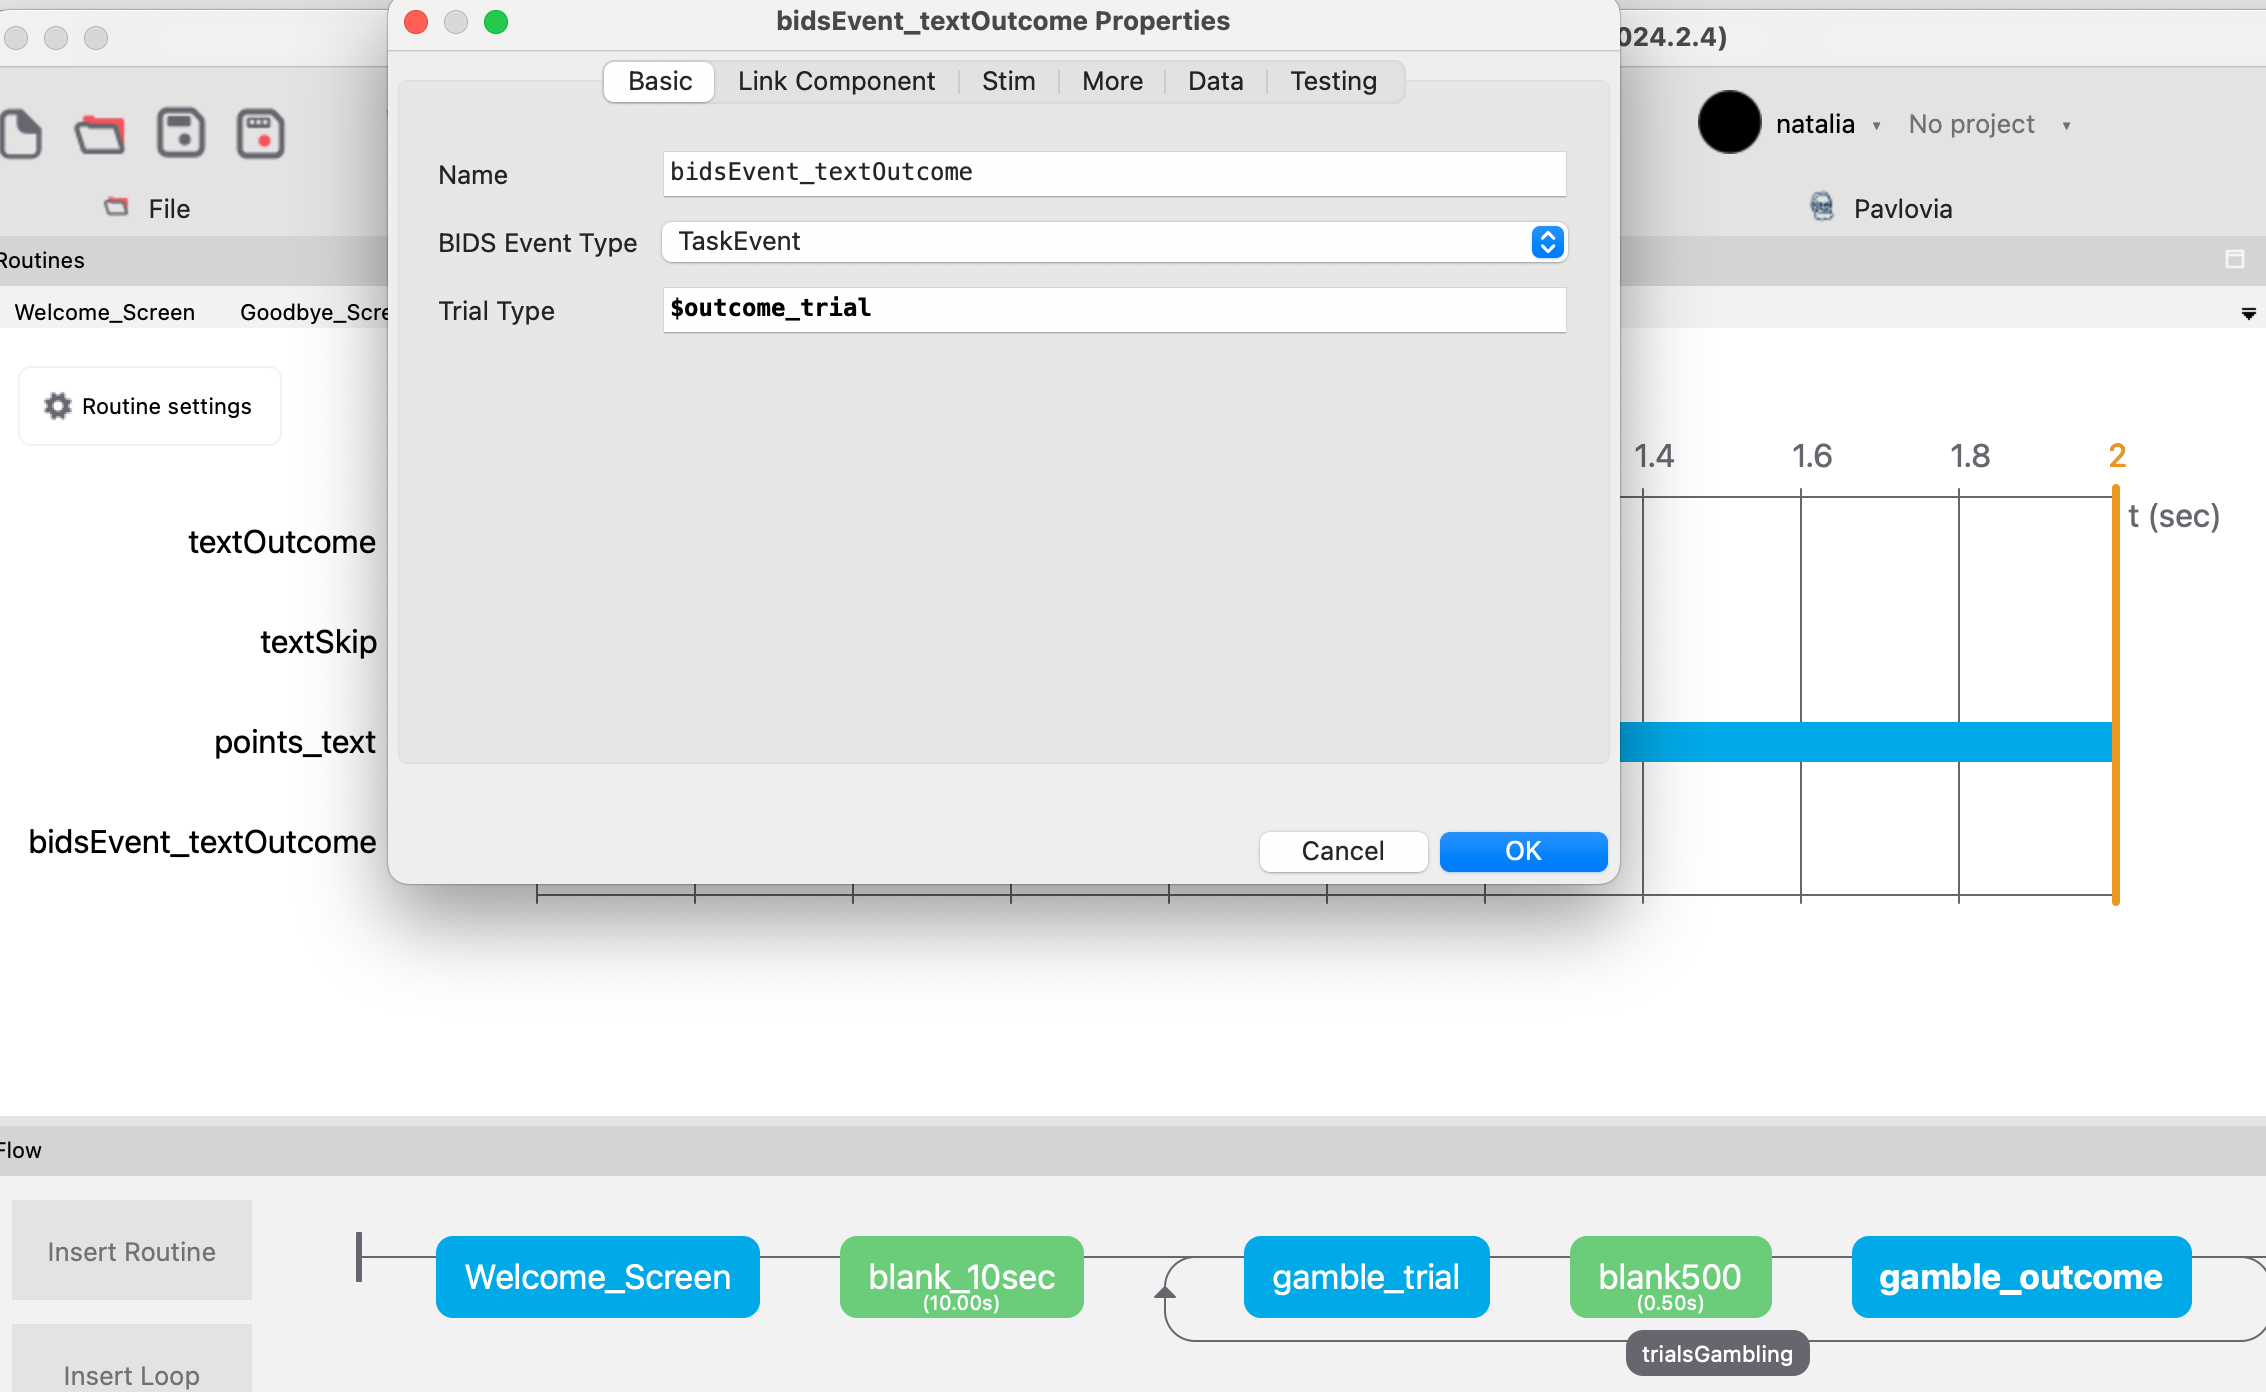 bidsEvent_textOutcome Properties
024.2.4)
Basic
Link Component
Stim
More
Data
Testing
natalia
No project
Name
bidsEvent_textOutcome
File
Pavlovia
BIDS Event Type
TaskEvent
Routines
Welcome_Screen
Goodbye_Scre
Trial Type
$outcome_trial
Routine settings
1.4
1.6
1.8
2
t (sec)
textOutcome
textSkip
points_text
bidsEvent_textOutcome
Cancel
OK
Flow
Insert Routine
Insert Loop
Welcome_Screen
blank_10sec
(10.00s)
gamble_trial
blank500
(0.50s)
gamble_outcome
trialsGambling